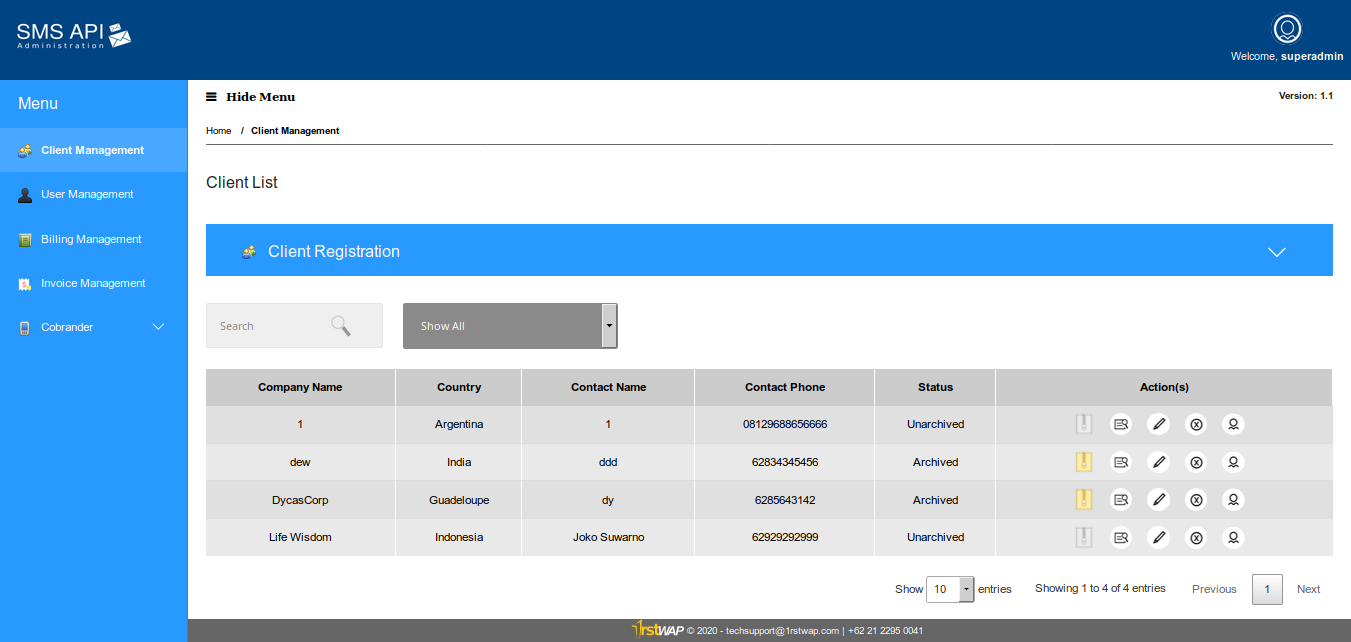 SMS API
Administration
Welcome, superadmin
Menu
Client Management
User Management
Billing Management
Invoice Management
Cobrander
Hide Menu
Version: 1.1
Home / Client Management
Client List
Client Registration
Search
Show All
Company Name Country Contact Name Contact Phone Status Action(s)
1 Argentina 1 08129688656666 Unarchived
dew India ddd 62834345456 Archived
DycasCorp Guadeloupe dy 6285643142 Archived
Life Wisdom Indonesia Joko Suwarno 62929292999 Unarchived
Show 10 entries Showing 1 to 4 of 4 entries Previous 1 Next
1rstWAP © 2020 - techsupport@1rstwap.com | +62 21 2295 0041